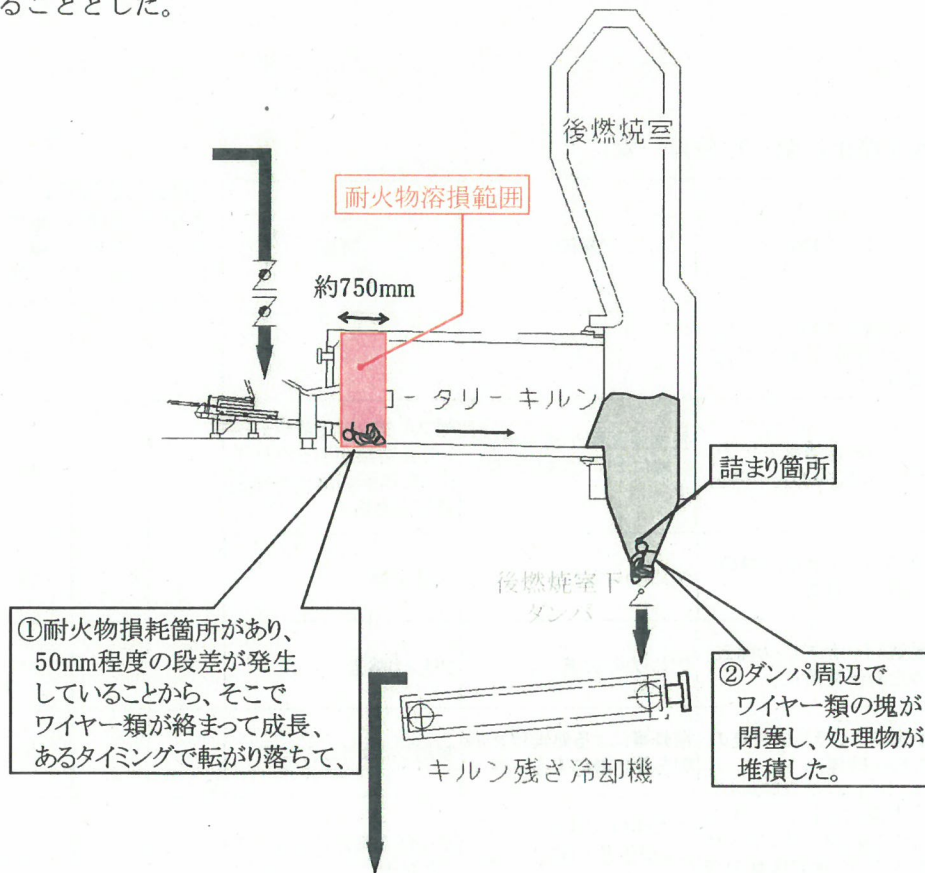 ることとした。
後燃焼室
耐火物溶損範囲
約750mm
ロータリーキルン
詰まり箇所
後燃焼室下
ダンパ
①耐火物損耗箇所があり、
50mm程度の段差が発生
していることから、そこで
ワイヤー類が絡まって成長、
あるタイミングで転がり落ちて、
②ダンパ周辺で
ワイヤー類の塊が
閉塞し、処理物が
堆積した。
キルン残さ冷却機